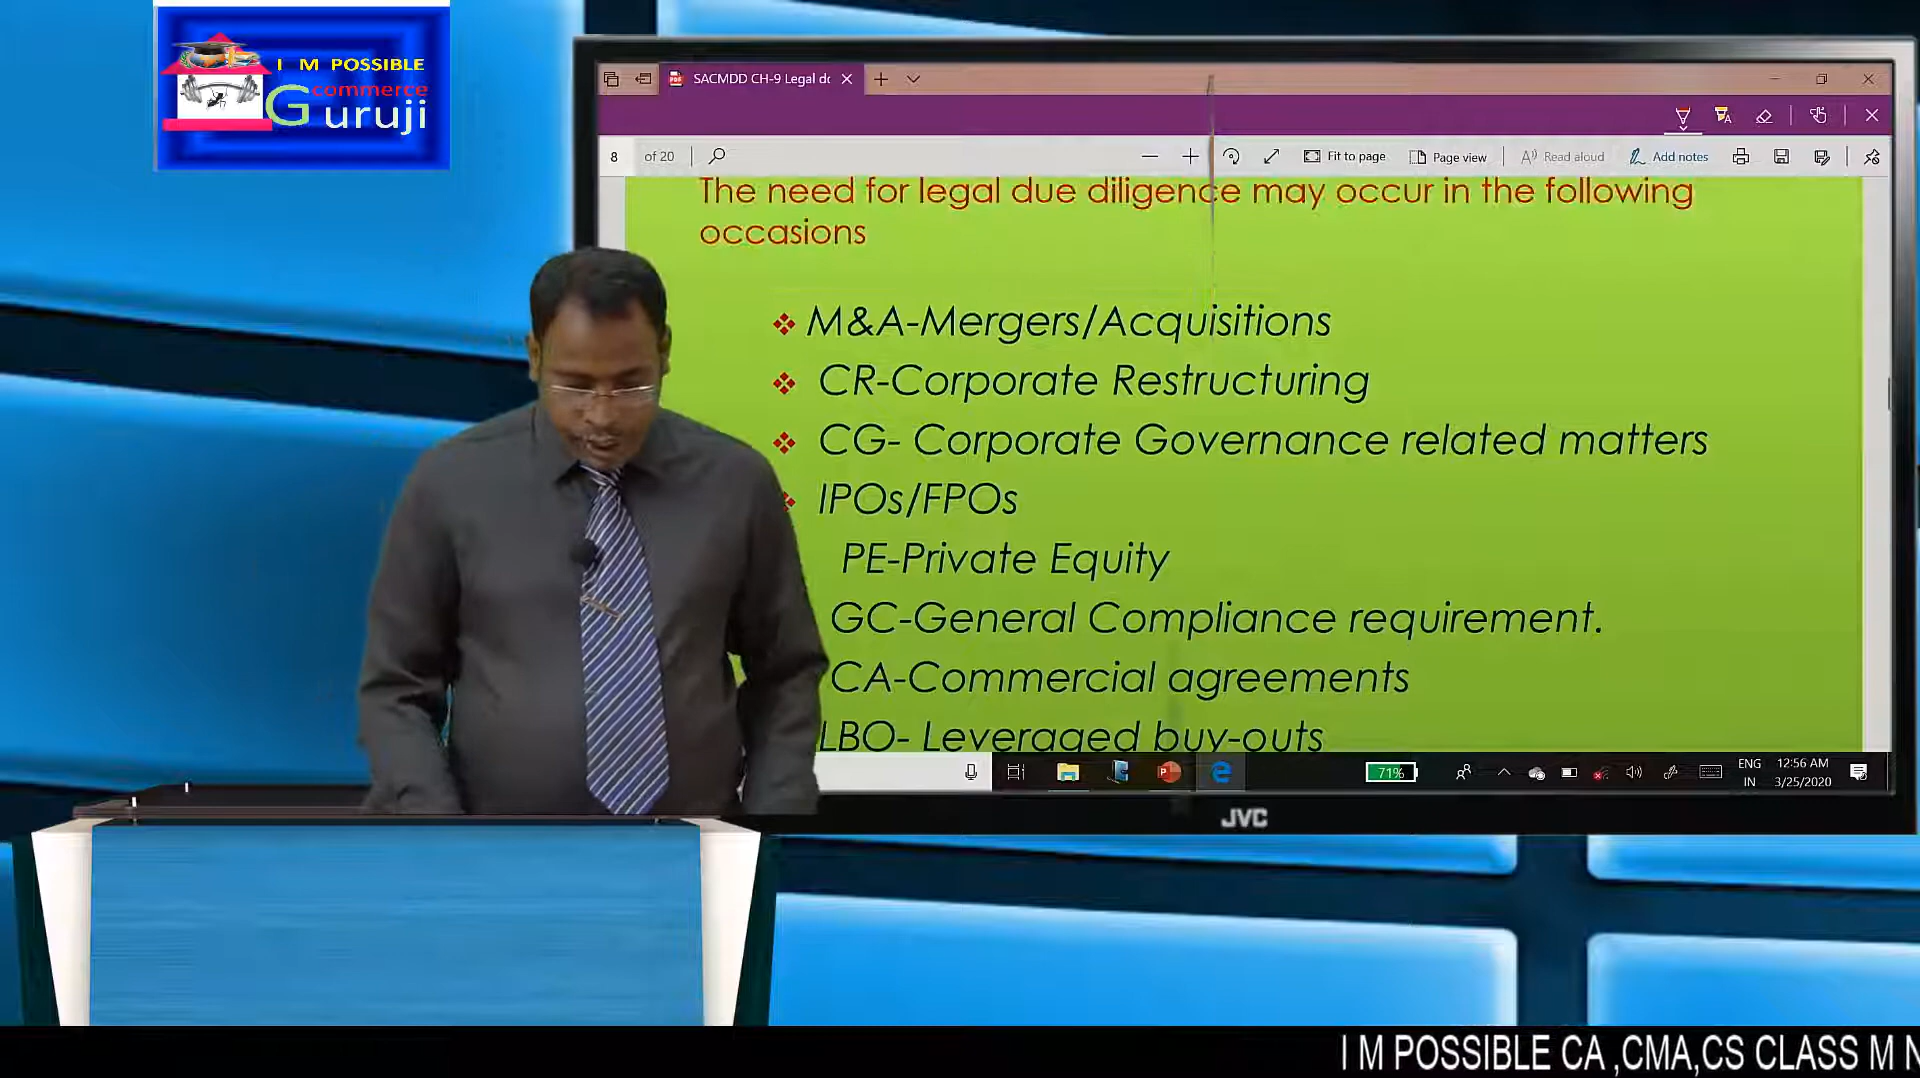 I M POSSIBLE
commerce
Guruji
SACMDD CH-9 Legal dc
8 of 20
Fit to page
Page view
Read aloud
Add notes
The need for legal due diligence may occur in the following
occasions
M&A-Mergers/Acquisitions
CR-Corporate Restructuring
CG- Corporate Governance related matters
IPOs/FPOs
PE-Private Equity
GC-General Compliance requirement.
CA-Commercial agreements
LBO- Leveraged buy-outs
71%
ENG
IN
12:56 AM
3/25/2020
JVC
I M POSSIBLE CA ,CMA,CS CLASS M N